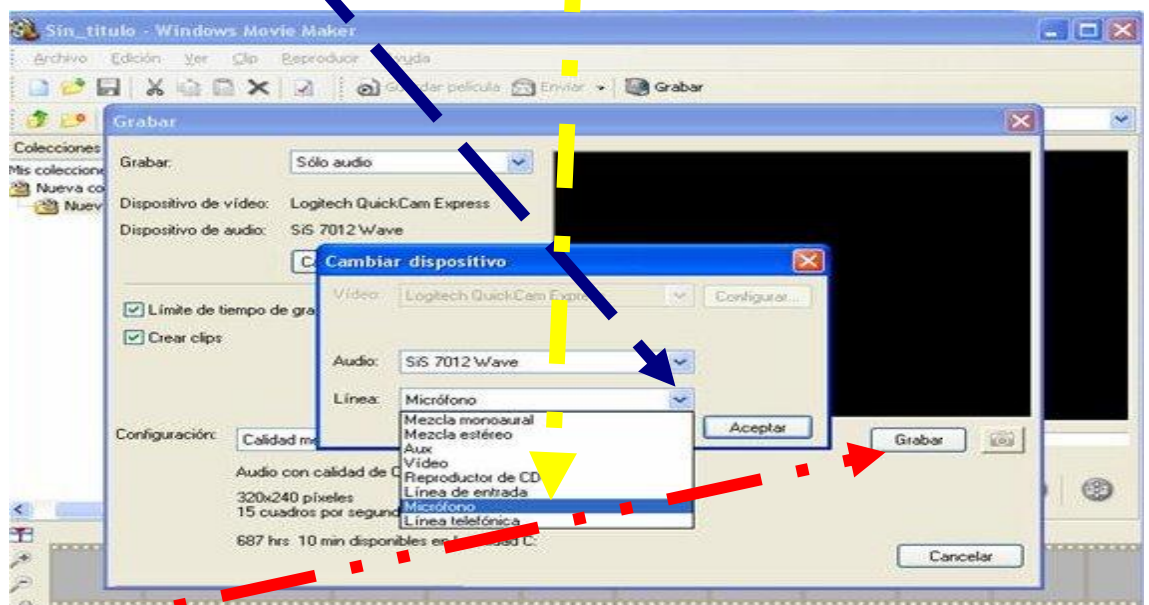 Sin_titulo - Windows Movie Maker
Archivo Edición Ver Clip Reproducir
Enviar Grabar
Grabar
Colecciones
Grabar: Sólo audio
Nueva co
Nuev
Dispositivo de vídeo: Logitech QuickCam Express
Dispositivo de audio: SiS 7012 Wave
Cambiar dispositivo
Vídeo: Logitech QuickCam Configurar...
Límite de tiempo de gra
Crear clips
Audio: SiS 7012 Wave
Línea: Micrófono
Mezcla monoaural
Mezcla estéreo
Aux
Vídeo
Reproductor de CD
Línea de entrada
Micrófono
Línea telefónica
Aceptar
Configuración: Calidad
Grabar
Audio con calidad de
320x240 píxeles
15 cuadros por segund
687 hrs 10 min disponibles en
Cancelar